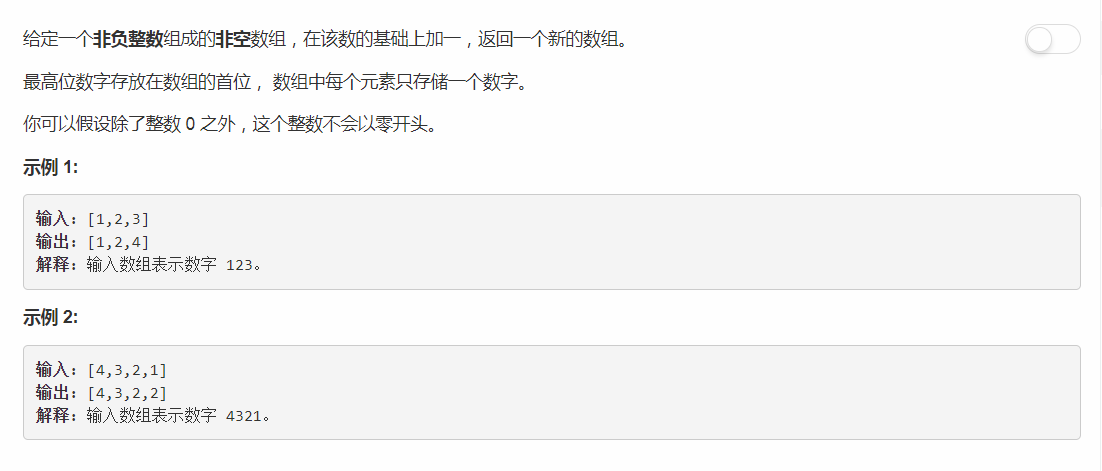 给定一个非负整数组成的非空数组，在该数的基础上加一，返回一个新的数组。
最高位数字存放在数组的首位， 数组中每个元素只存储一个数字。
你可以假设除了整数 0 之外，这个整数不会以零开头。
示例 1:
输入: [1,2,3]
输出: [1,2,4]
解释: 输入数组表示数字 123。
示例 2:
输入: [4,3,2,1]
输出: [4,3,2,2]
解释: 输入数组表示数字 4321。